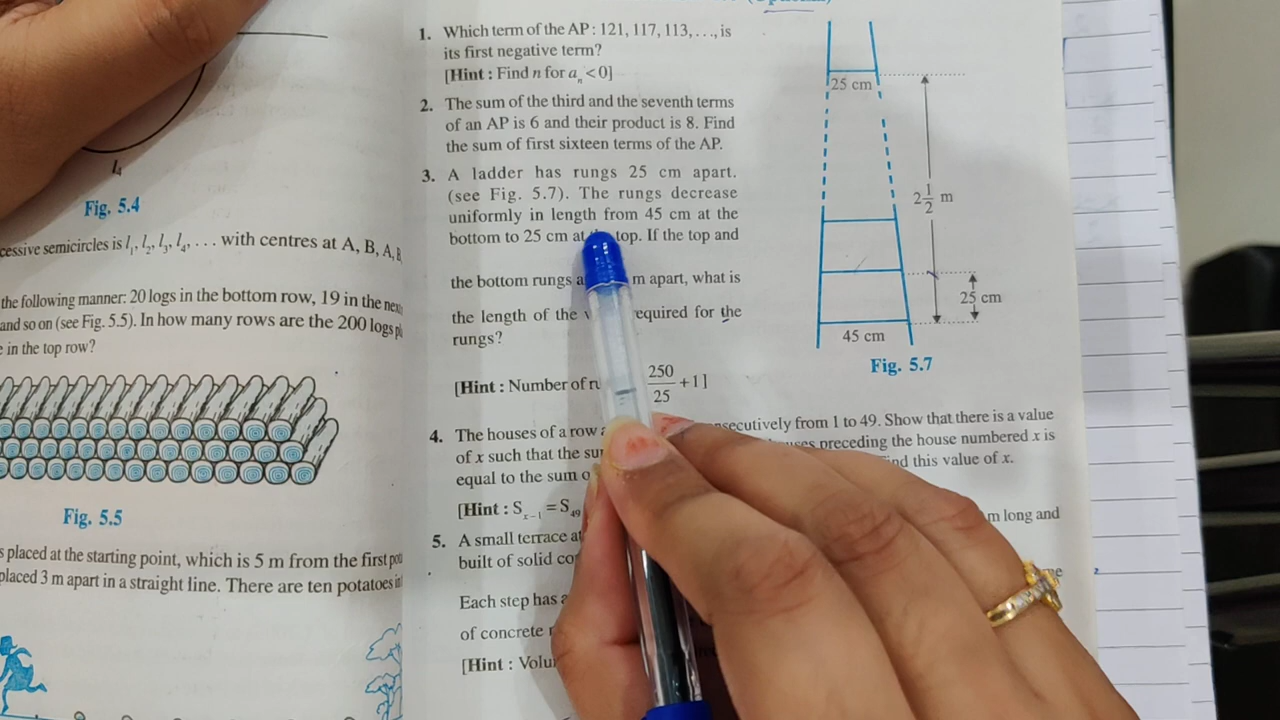 l₄
Fig. 5.4
cessive semicircles is l₁, l₂, l₃, l₄, . . . with centres at A, B, A,
the following manner: 20 logs in the bottom row, 19 in the
and so on (see Fig. 5.5). In how many rows are the 200 logs
in the top row?
Fig. 5.5
placed at the starting point, which is 5 m from the first
placed 3 m apart in a straight line. There are ten potatoes
1. Which term of the AP : 121, 117, 113, . . ., is
its first negative term?
[Hint : Find n for aₙ < 0]
2. The sum of the third and the seventh terms
of an AP is 6 and their product is 8. Find
the sum of first sixteen terms of the AP.
3. A ladder has rungs 25 cm apart.
(see Fig. 5.7). The rungs decrease
uniformly in length from 45 cm at the
bottom to 25 cm at top. If the top and
the bottom rungs m apart, what is
the length of the required for the
rungs?
[Hint : Number of 250/25 + 1]
25 cm
2 1/2 m
25 cm
45 cm
Fig. 5.7
4. The houses of a row secutively from 1 to 49. Show that there is a value
of x such that the preceding the house numbered x is
equal to the sum this value of x.
[Hint : Sₓ₋₁ = S₄₉
5. A small terrace m long and
built of solid
Each step has
of concrete
[Hint :